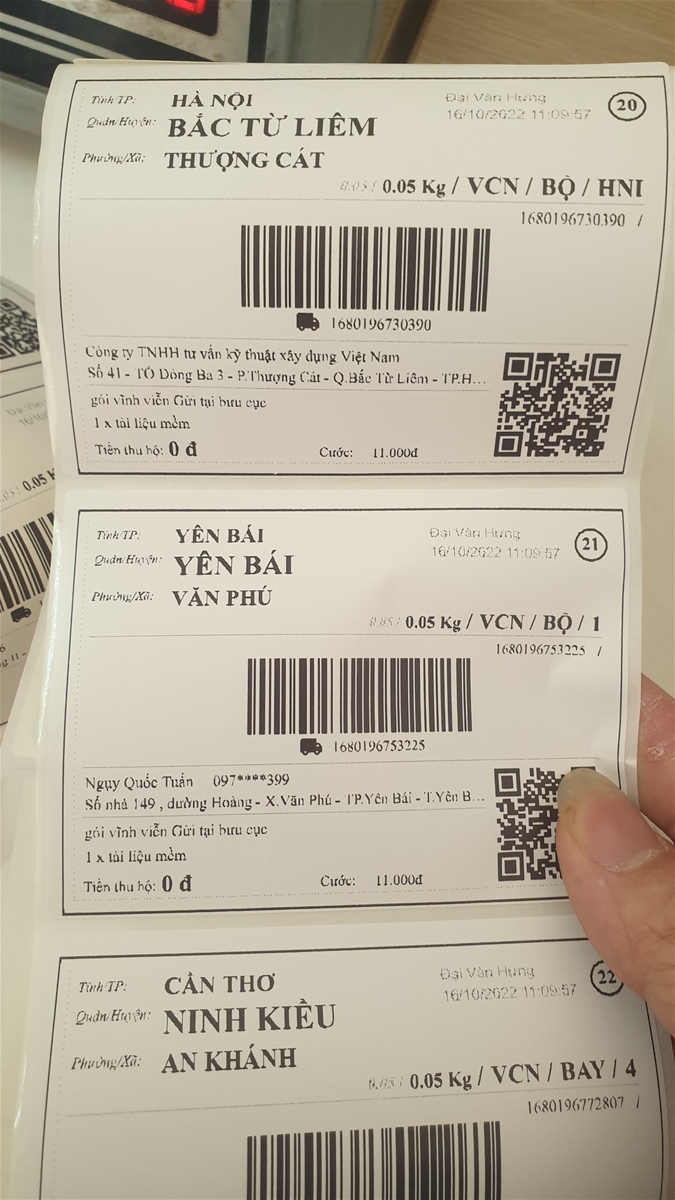 Tỉnh/TP: HÀ NỘI
Đại Văn Hưng
20
Quận/Huyện: BẮC TỪ LIÊM
16/10/2022 11:09:57
Phường/Xã: THƯỢNG CÁT
0.05 / 0.05 Kg / VCN / BỘ / HNI
1680196730390 /
1680196730390
Công ty TNHH tư vấn kỹ thuật xây dụng Việt Nam
Số 41 - TỔ Dòng Ba 3 - P.Thượng Cát - Q.Bắc Từ Liêm - TP.H...
gói vĩnh viễn Gửi tại bưu cục
1 x tài liệu mềm
Tiền thu hộ: 0 đ
Cước: 11.000đ
Tỉnh/TP: YÊN BÁI
Đại Văn Hưng
21
Quận/Huyện: YÊN BÁI
16/10/2022 11:09:57
Phường/Xã: VĂN PHÚ
0.05 / 0.05 Kg / VCN / BỘ / 1
1680196753225 /
1680196753225
Ngụy Quốc Tuấn 097****399
Số nhà 149 , đường Hoàng - X.Văn Phú - TP.Yên Bái - T.Yên B...
gói vĩnh viễn Gửi tại bưu cục
1 x tài liệu mềm
Tiền thu hộ: 0 đ
Cước: 11.000đ
Tỉnh/TP: CẦN THƠ
Đại Văn Hưng
22
Quận/Huyện: NINH KIỀU
16/10/2022 11:09:57
Phường/Xã: AN KHÁNH
0.05 / 0.05 Kg / VCN / BAY / 4
1680196772807 /